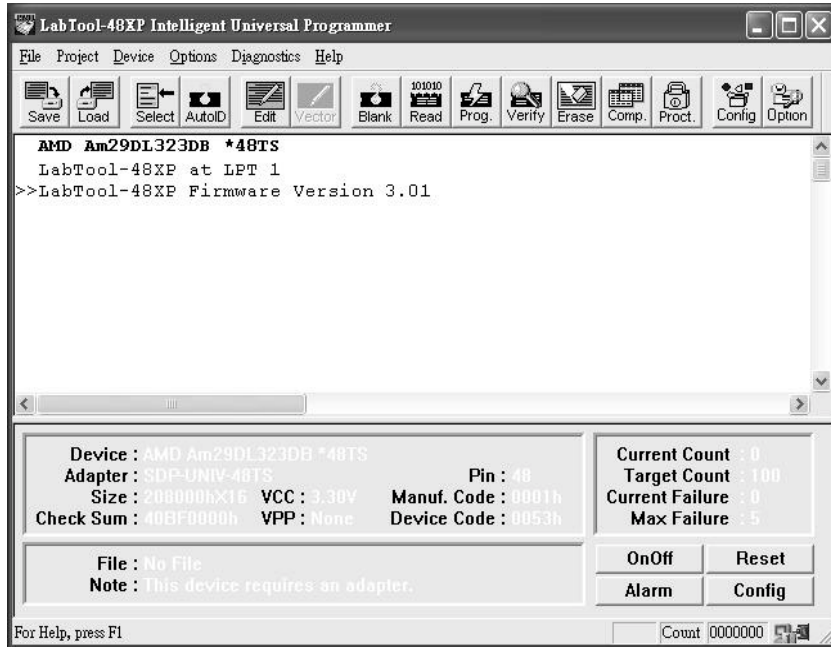 LabTool-48XP Intelligent Universal Programmer
File Project Device Options Djagnostics Help
Save Load Select AutoID Edit Vector Blank Read Prog. Verify Erase Comp. Proct. Config Option
101010
AMD Am29DL323DB *48TS
LabTool-48XP at LPT 1
>>LabTool-48XP Firmware Version 3.01
Device : AMD Am29DL323DB *48TS
Adapter : SDP-UNIV-48TS Pin : 48
Size : 208000hX16 VCC : 3.30V Manuf. Code : 0001h
Check Sum : 40BF0000h VPP : None Device Code : 0053h
Current Count : 0
Target Count : 100
Current Failure : 0
Max Failure : 5
File : No File
Note : This device requires an adapter.
OnOff Reset
Alarm Config
For Help, press F1
Count 0000000